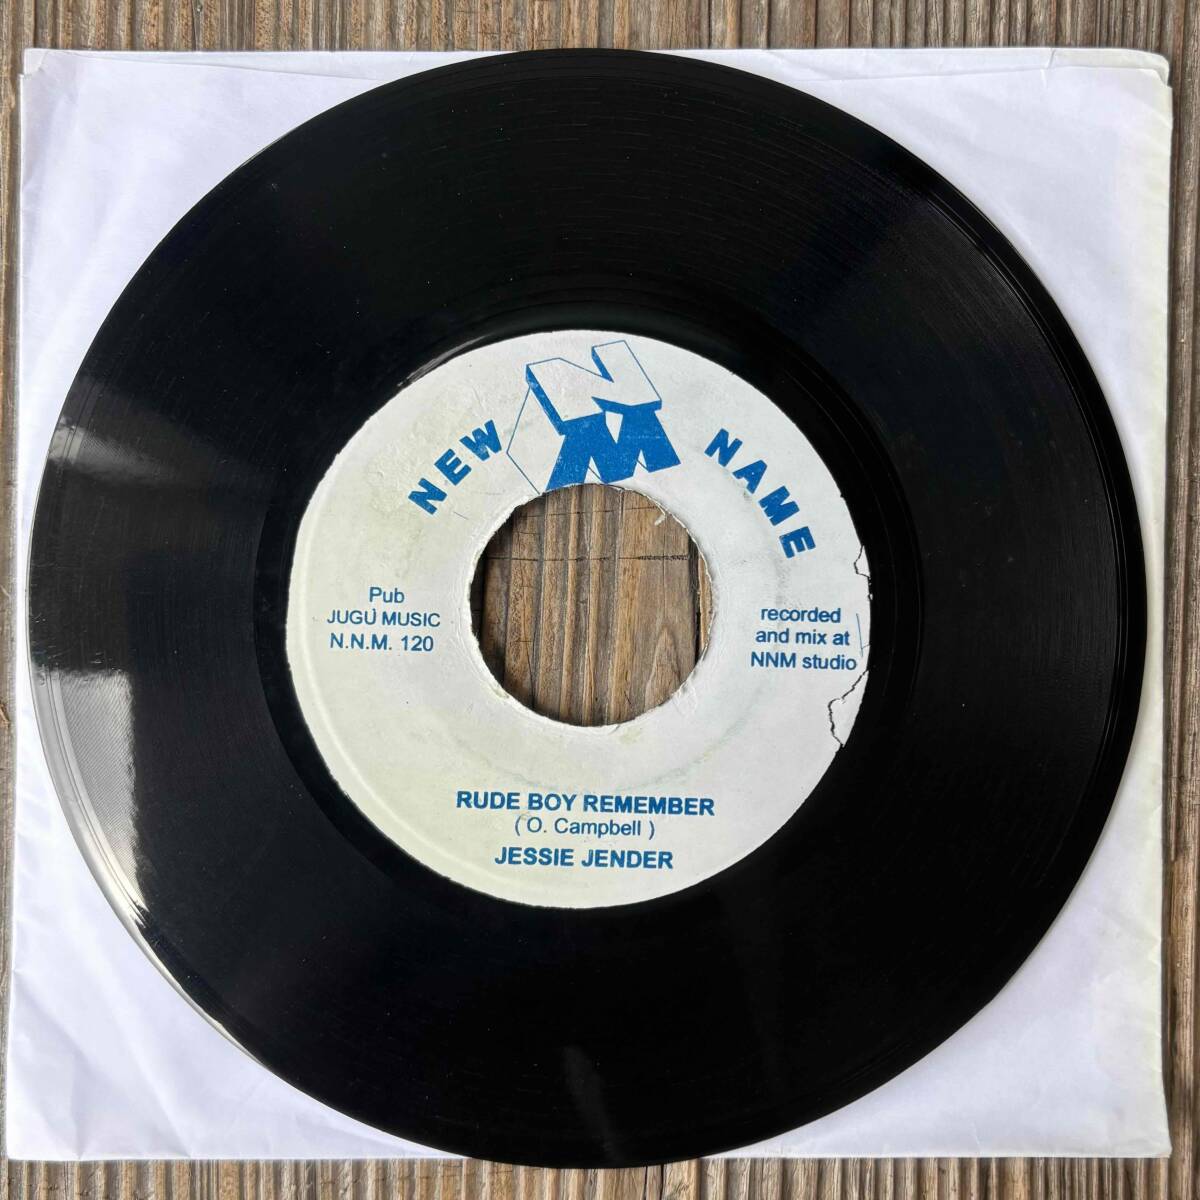 NM
NEW NAME
Pub
JUGU MUSIC
N.N.M. 120
recorded
and mix at
NNM studio
RUDE BOY REMEMBER
( O. Campbell )
JESSIE JENDER